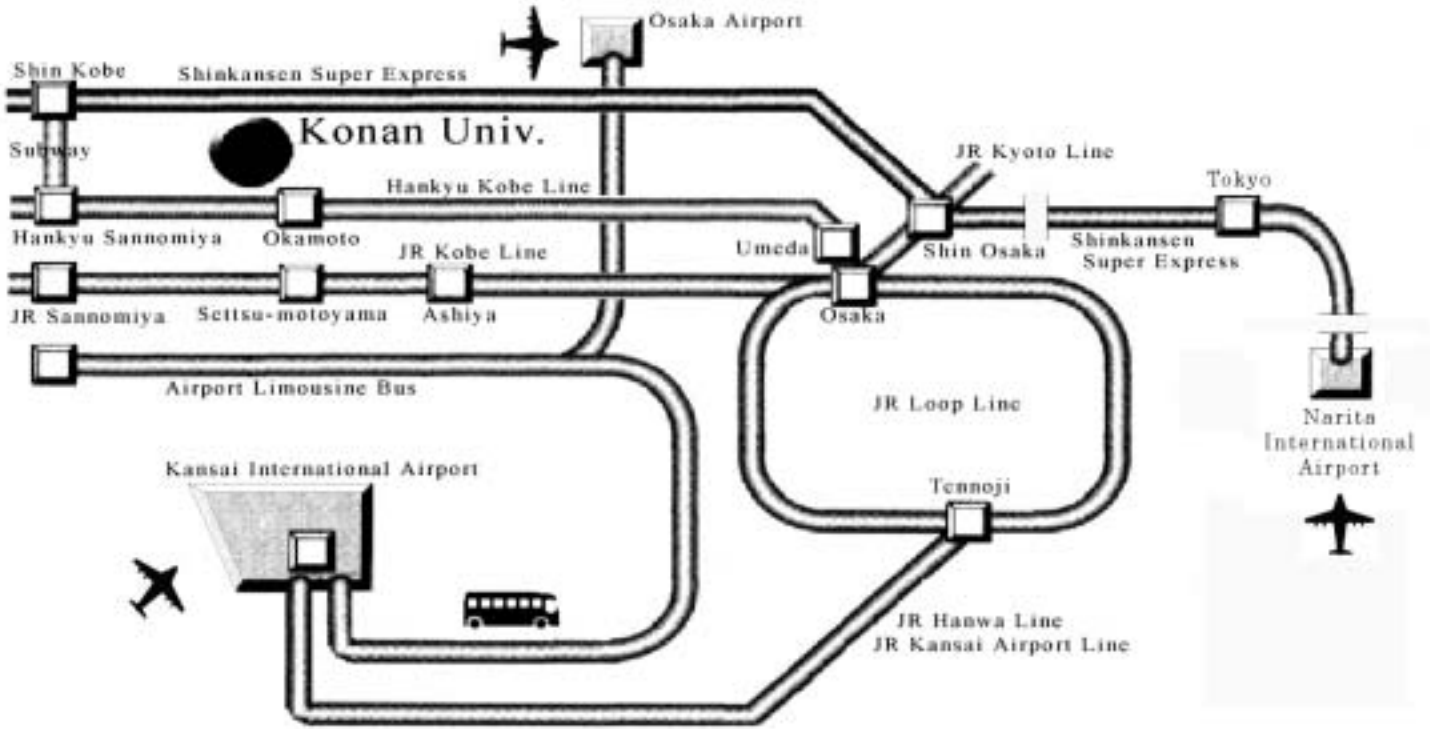 Osaka Airport
Shin Kobe
Shinkansen Super Express
Konan Univ.
Subway
JR Kyoto Line
Hankyu Kobe Line
Tokyo
Hankyu Sannomiya
Okamoto
Umeda
Shin Osaka
Shinkansen
Super Express
JR Kobe Line
JR Sannomiya
Settsu-motoyama
Ashiya
Osaka
Airport Limousine Bus
JR Loop Line
Narita
International
Airport
Kansai International Airport
Tennoji
JR Hanwa Line
JR Kansai Airport Line